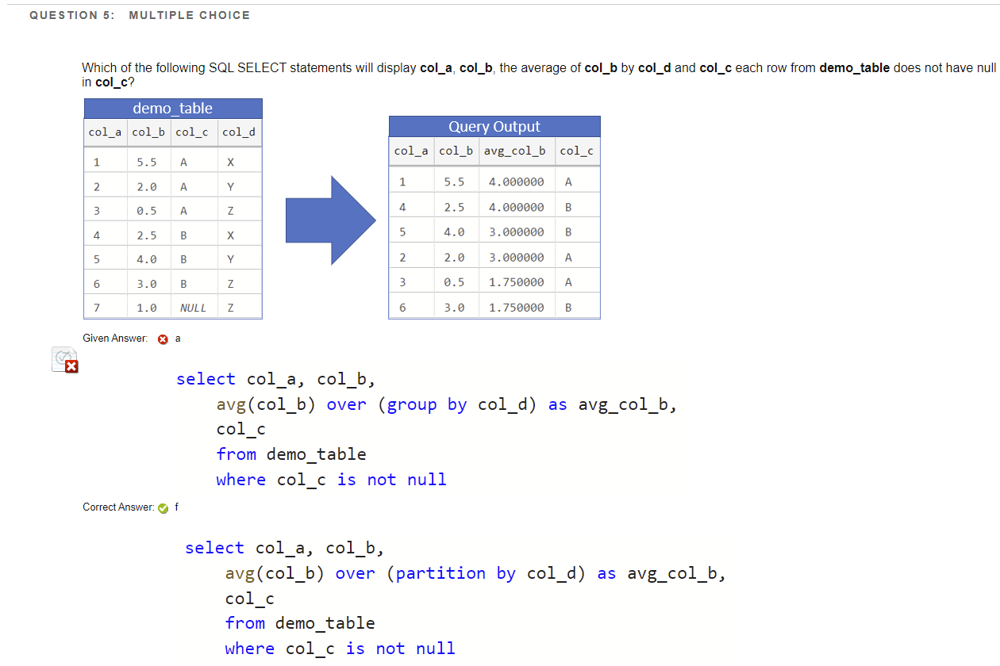 QUESTION 5: MULTIPLE CHOICE
Which of the following SQL SELECT statements will display col_a, col_b, the average of col_b by col_d and col_c each row from demo_table does not have null
in col_c?
demo_table
col_a col_b col_c col_d
1 5.5 A X
2 2.0 A Y
3 0.5 A Z
4 2.5 B X
5 4.0 B Y
6 3.0 B Z
7 1.0 NULL Z
Query Output
col_a col_b avg_col_b col_c
1 5.5 4.000000 A
4 2.5 4.000000 B
5 4.0 3.000000 B
2 2.0 3.000000 A
3 0.5 1.750000 A
6 3.0 1.750000 B
Given Answer: a
select col_a, col_b,
avg(col_b) over (group by col_d) as avg_col_b,
col_c
from demo_table
where col_c is not null
Correct Answer: f
select col_a, col_b,
avg(col_b) over (partition by col_d) as avg_col_b,
col_c
from demo_table
where col_c is not null